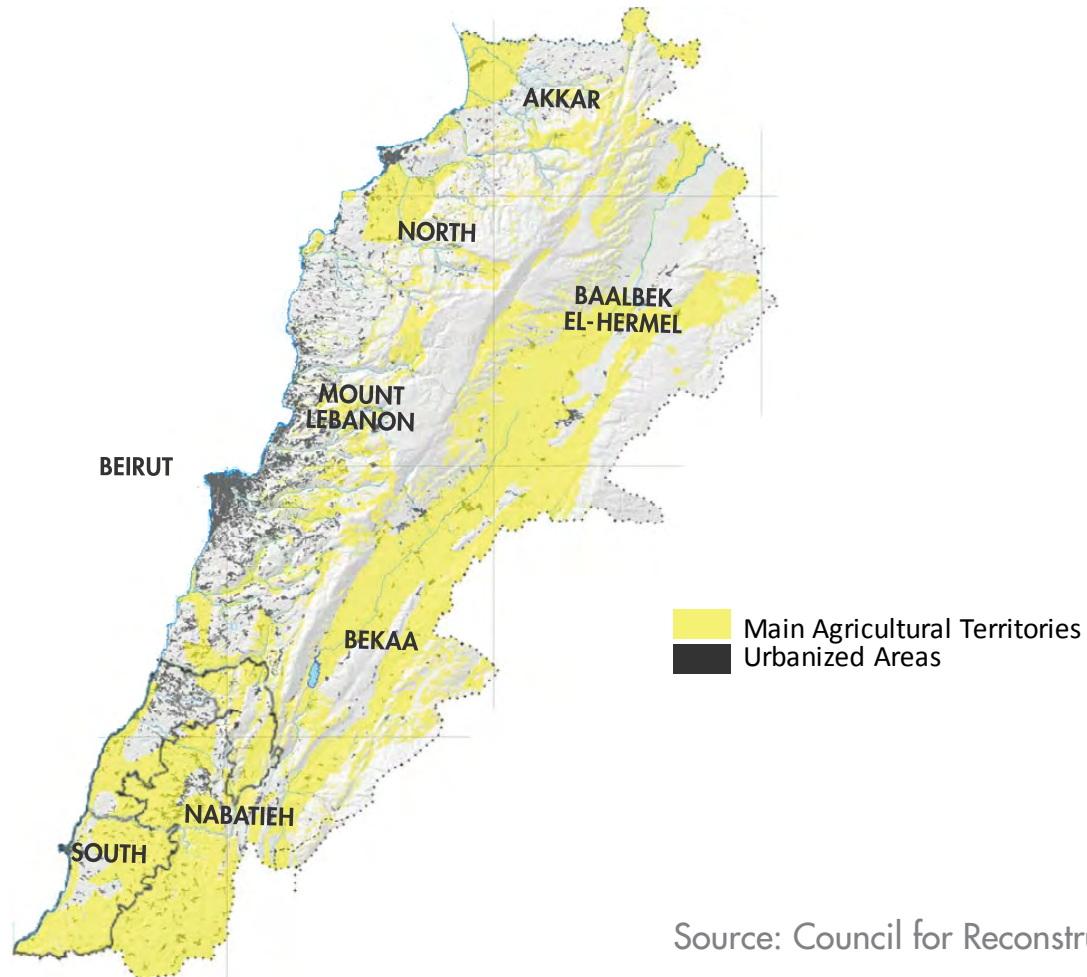 AKKAR
NORTH
BAALBEK
EL-HERMEL
MOUNT
LEBANON
BEIRUT
BEKAA
Main Agricultural Territories
Urbanized Areas
NABATIEH
SOUTH
Source: Council for Reconstru